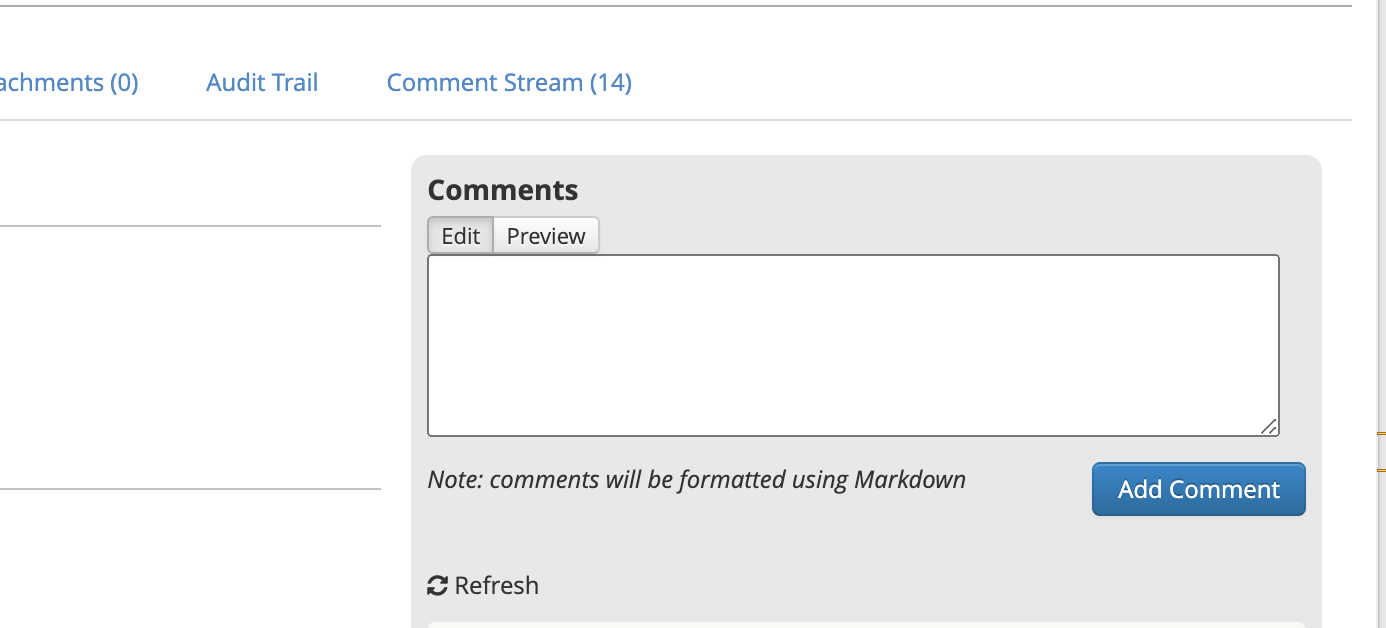 (0) Audit Trail Comment Stream (14)
Comments
Edit Preview
Note: comments will be formatted using Markdown
Add Comment
Refresh